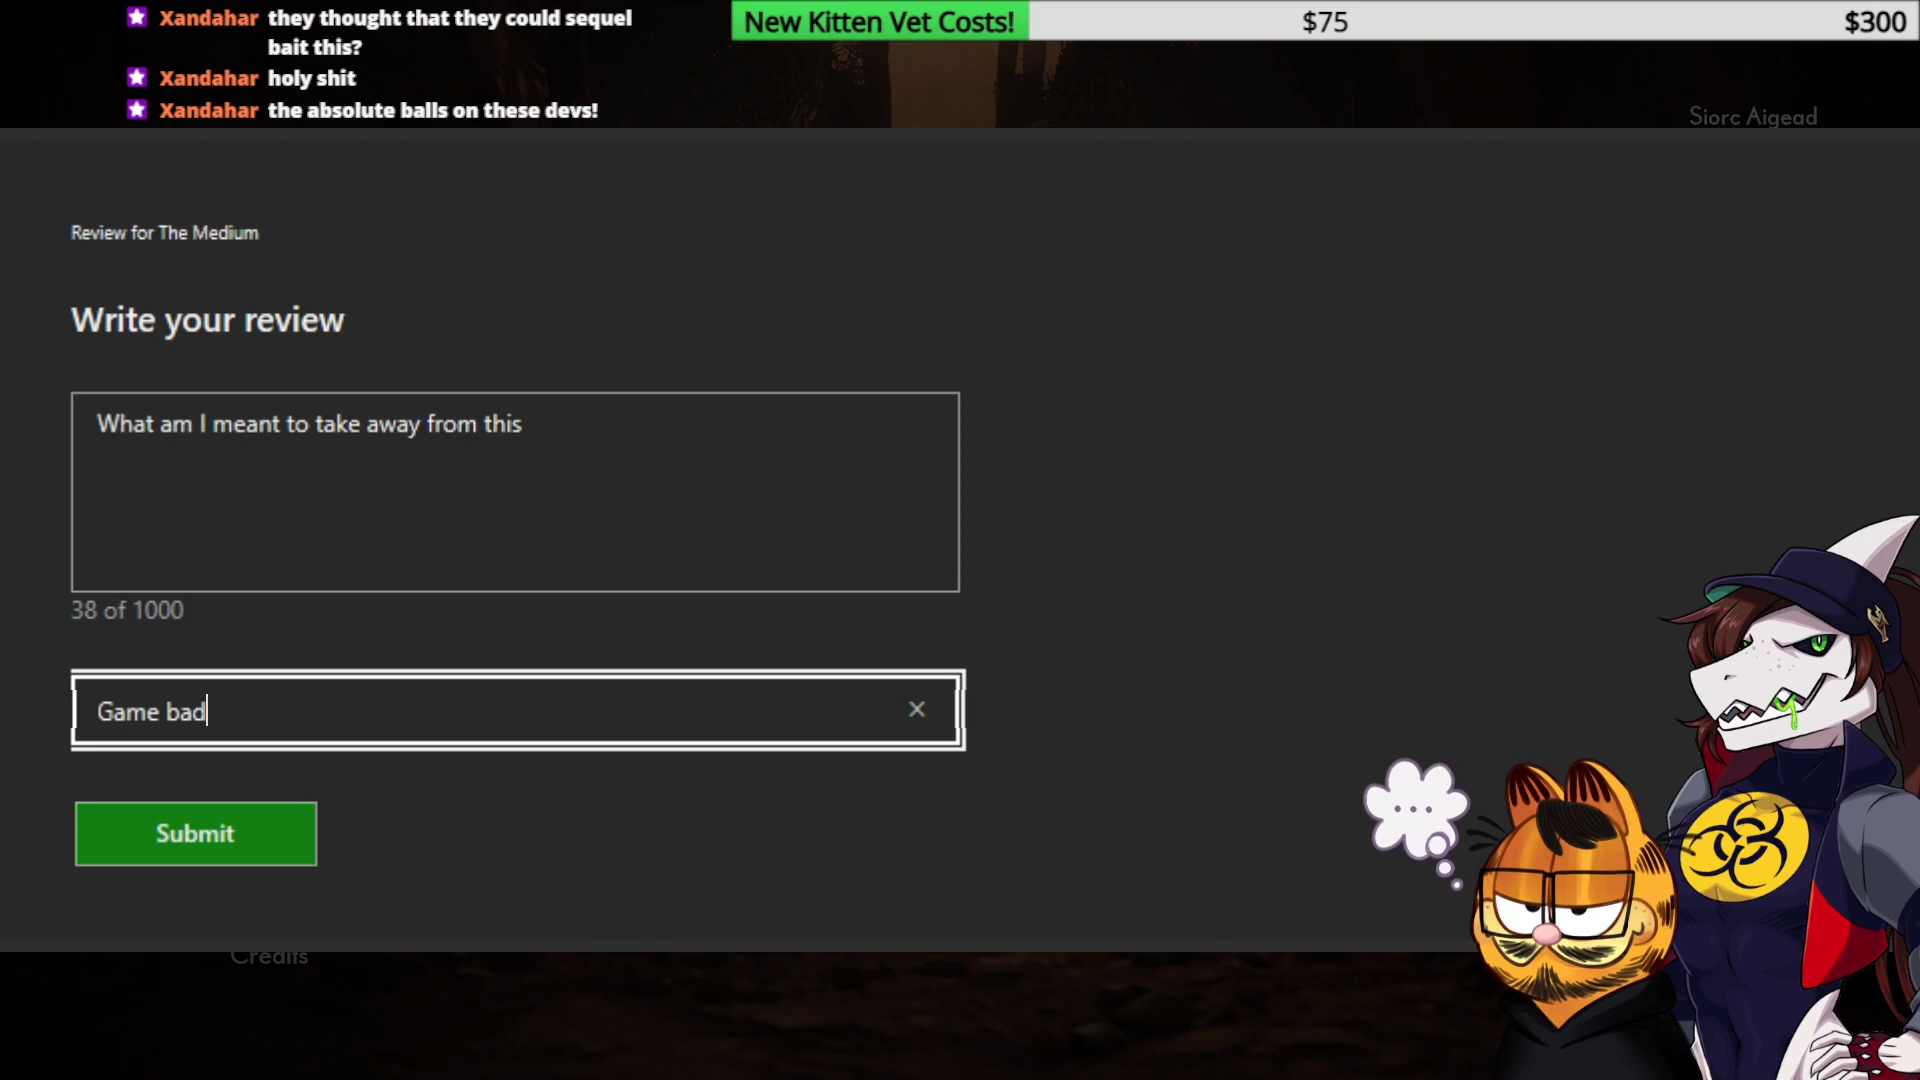 Xandahar they thought that they could sequel
bait this?
Xandahar holy shit
Xandahar the absolute balls on these devs!
New Kitten Vet Costs! $75 $300
Siorc Aigead
Review for The Medium
Write your review
What am I meant to take away from this
38 of 1000
Game bad
Submit
...
Credits